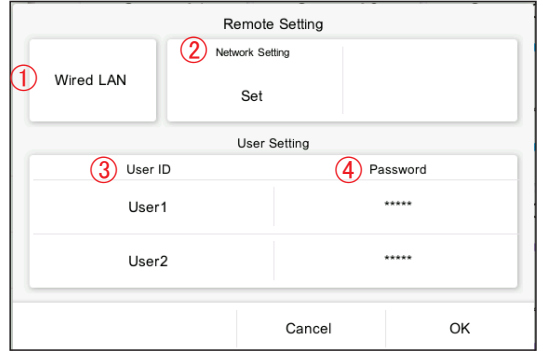 Remote Setting
① Wired LAN
② Network Setting
Set
User Setting
③ User ID ④ Password
User1 *****
User2 *****
Cancel OK